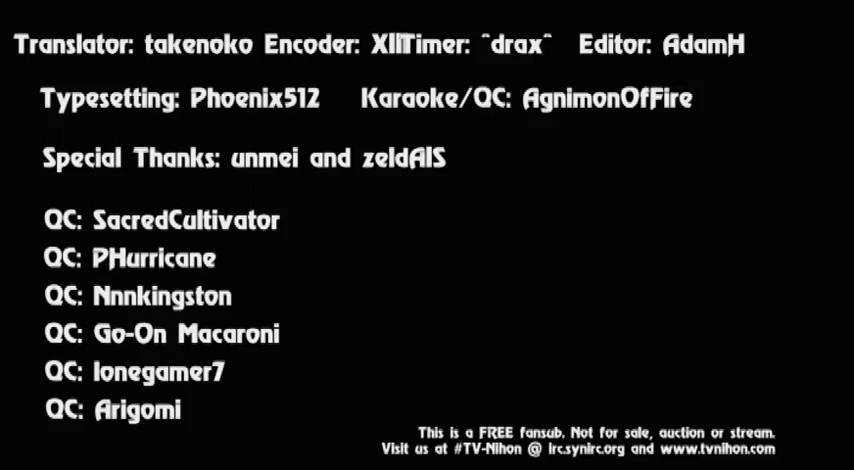 Translator: takenoko Encoder: XIIITimer: ^drax^ Editor: AdamH
Typesetting: Phoenix512 Karaoke/QC: AgnimonOfFire
Special Thanks: unmei and zeldAIS
QC: SacredCultivator
QC: PHurricane
QC: Nnnkingston
QC: Go-On Macaroni
QC: lonegamer7
QC: Arigomi
This is a FREE fansub. Not for sale, auction or stream.
Visit us at #TV-Nihon @ irc.synirc.org and www.tvnihon.com